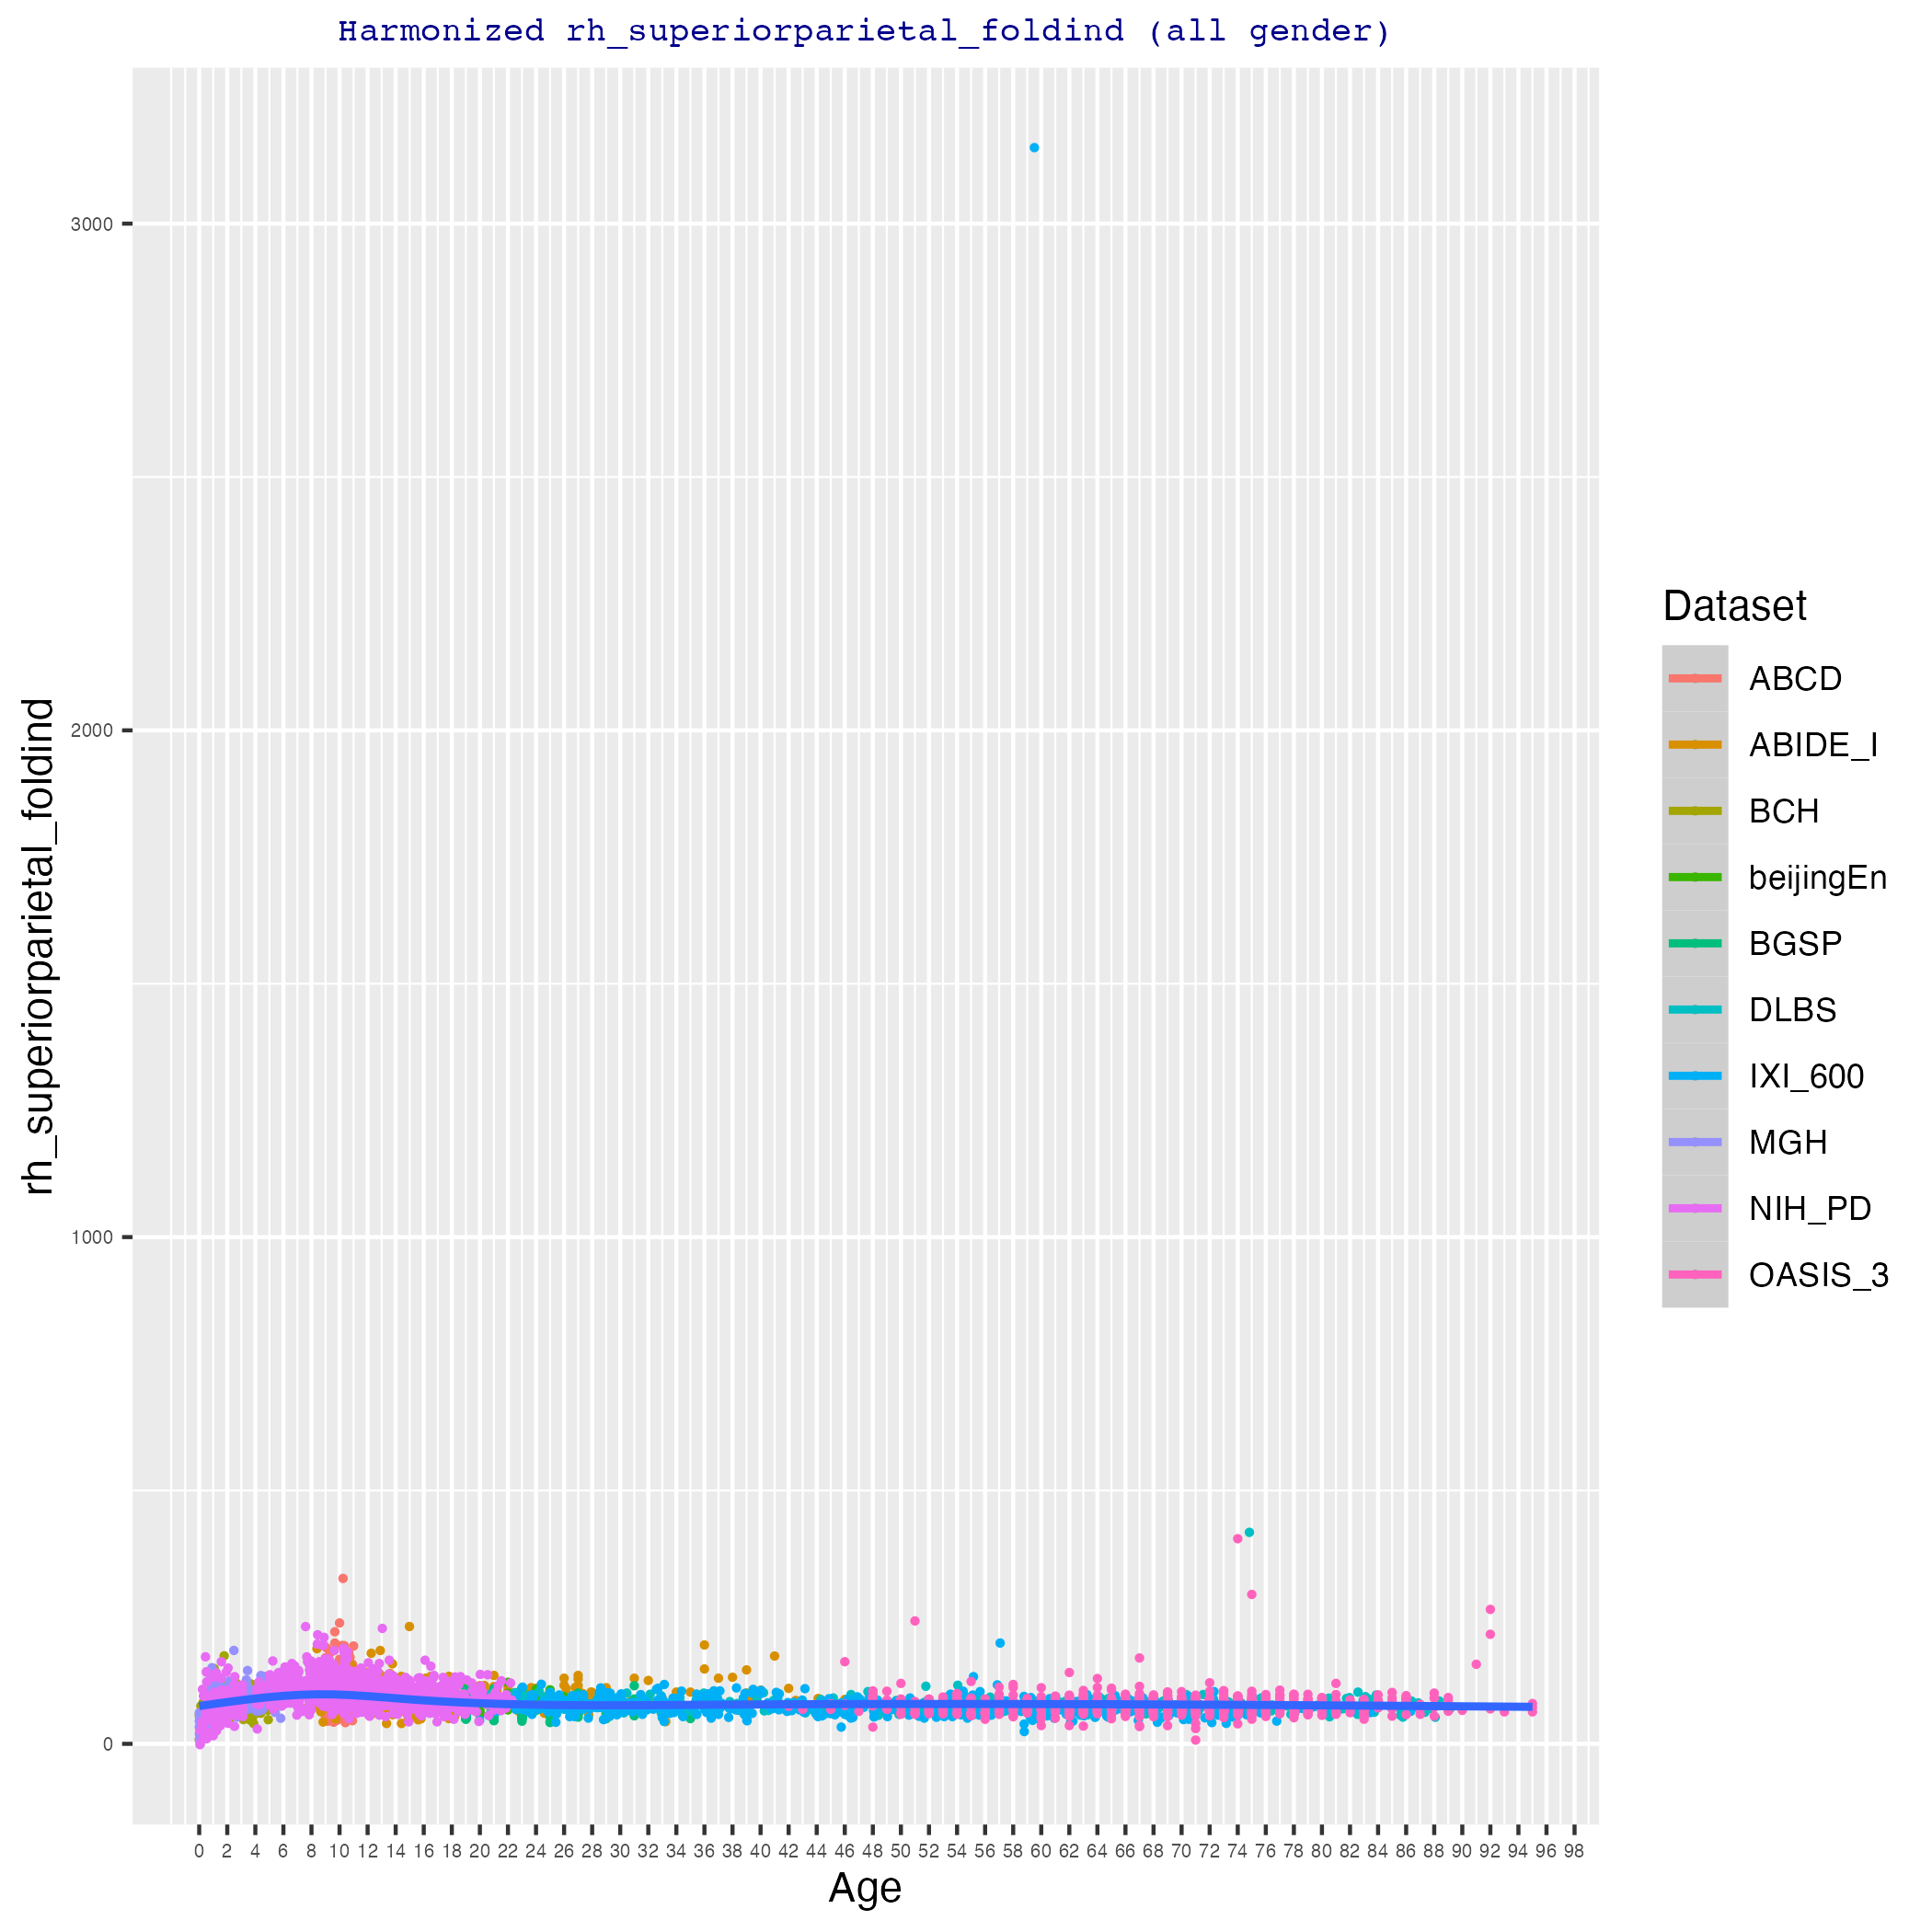 Harmonized rh_superiorparietal_foldind (all gender)
rh_superiorparietal_foldind
3000
2000
1000
0
0 2 4 6 8 10 12 14 16 18 20 22 24 26 28 30 32 34 36 38 40 42 44 46 48 50 52 54 56 58 60 62 64 66 68 70 72 74 76 78 80 82 84 86 88 90 92 94 96 98
Age
Dataset
ABCD
ABIDE_I
BCH
beijingEn
BGSP
DLBS
IXI_600
MGH
NIH_PD
OASIS_3